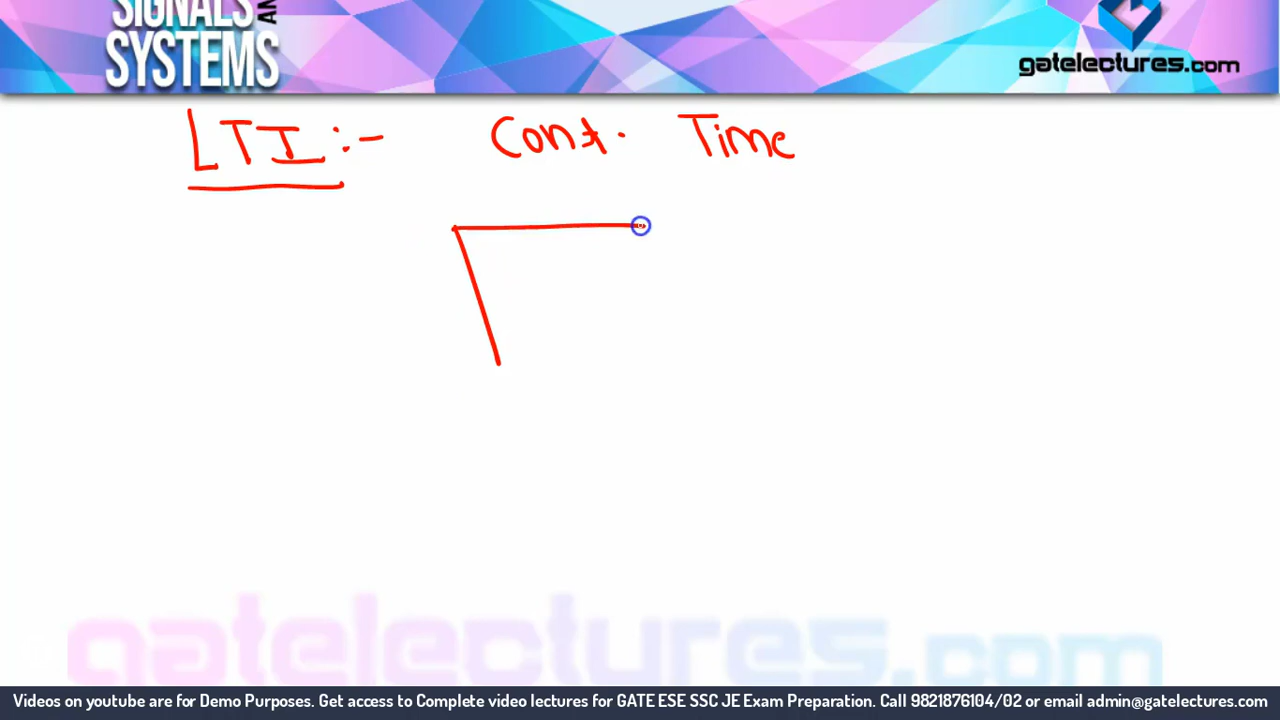 SIGNALS AND
SYSTEMS
gatelectures.com
LTI :- Cont. Time
gatelectures.com
Videos on youtube are for Demo Purposes. Get access to Complete video lectures for GATE ESE SSC JE Exam Preparation. Call 9821876104/02 or email admin@gatelectures.com